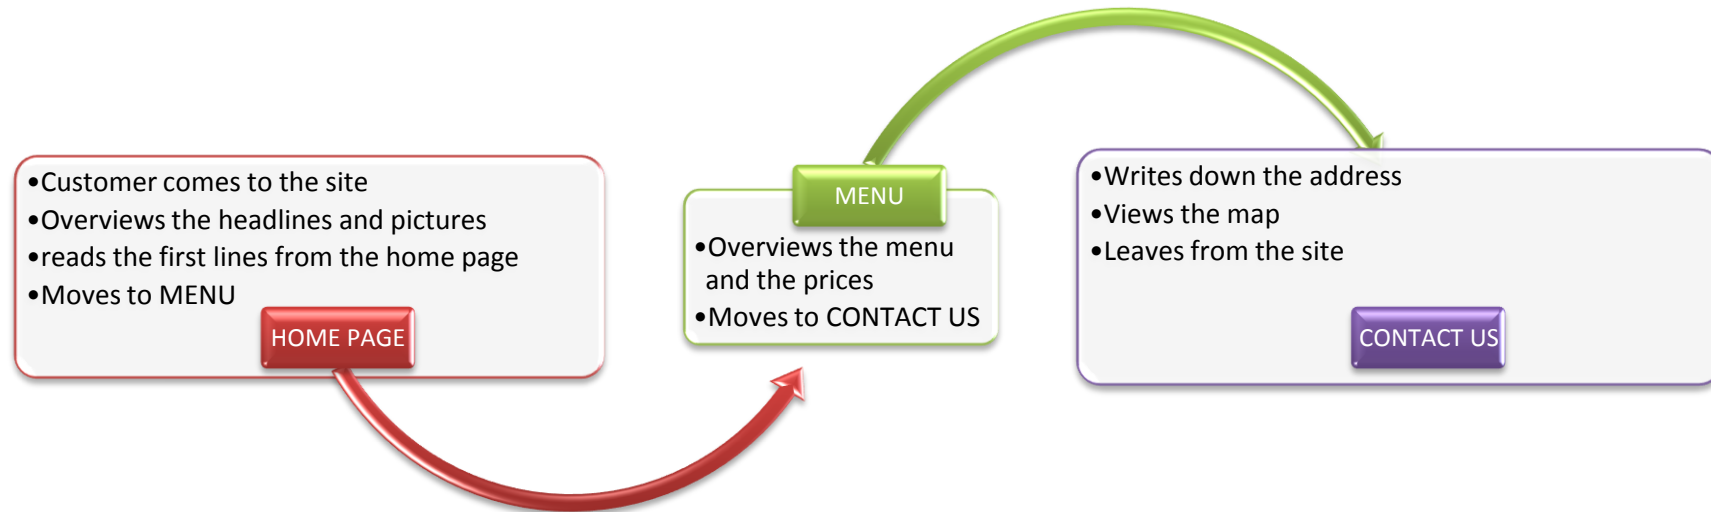 •Customer comes to the site
•Overviews the headlines and pictures
•reads the first lines from the home page
•Moves to MENU
HOME PAGE
MENU
•Overviews the menu
and the prices
•Moves to CONTACT US
•Writes down the address
•Views the map
•Leaves from the site
CONTACT US